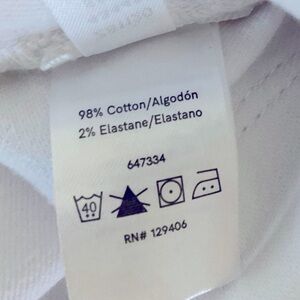 98% Cotton/Algodón
2% Elastane/Elastano
647334
40
RN# 129406